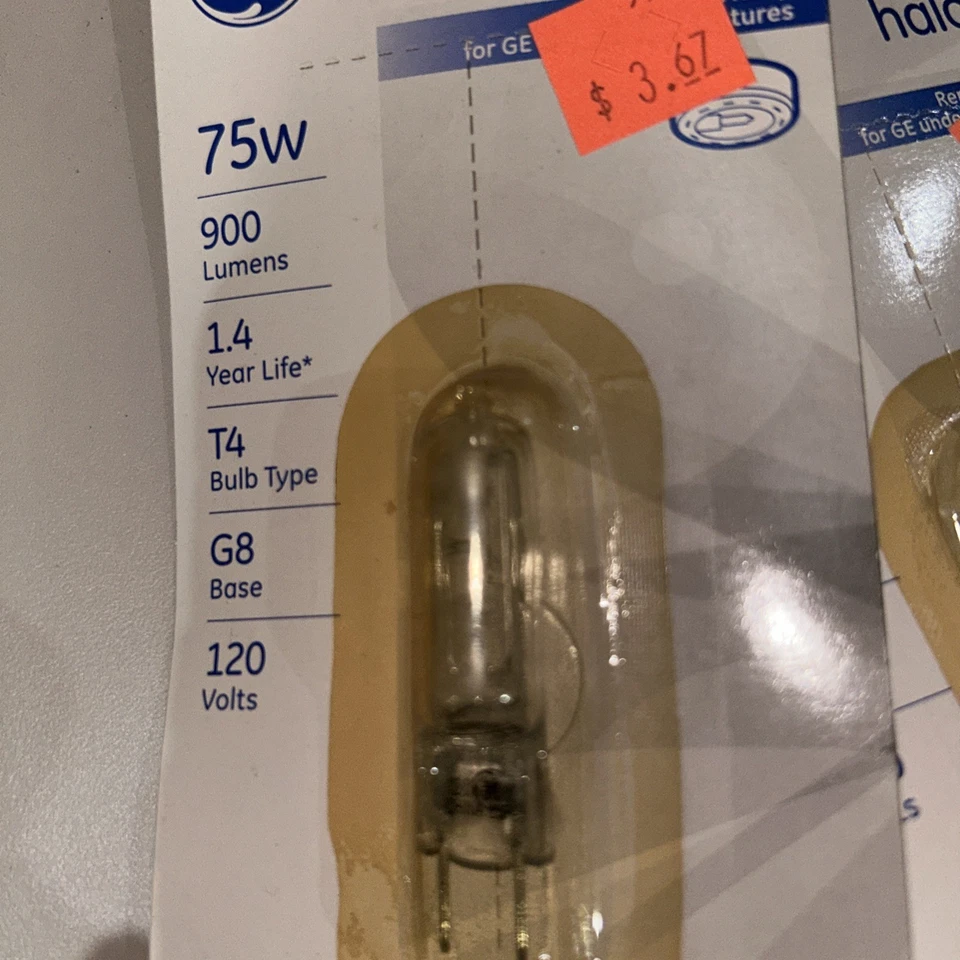 for GE
tures
$ 3.67
75w
900
Lumens
1.4
Year Life*
T4
Bulb Type
G8
Base
120
Volts
halo
Rep
for GE unde
s